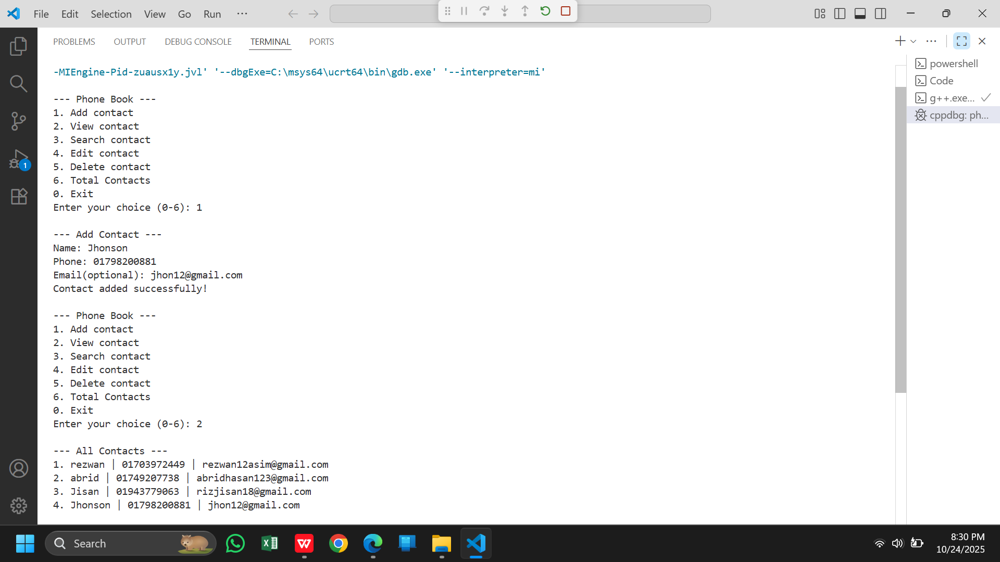 File Edit Selection View Go Run ...
PROBLEMS OUTPUT DEBUG CONSOLE TERMINAL PORTS
-MIEngine-Pid-zuausx1y.jvl' '--dbgExe=C:\msys64\ucrt64\bin\gdb.exe' '--interpreter=mi'
--- Phone Book ---
1. Add contact
2. View contact
3. Search contact
4. Edit contact
5. Delete contact
6. Total Contacts
0. Exit
Enter your choice (0-6): 1
--- Add Contact ---
Name: Jhonson
Phone: 01798200881
Email(optional): jhon12@gmail.com
Contact added successfully!
--- Phone Book ---
1. Add contact
2. View contact
3. Search contact
4. Edit contact
5. Delete contact
6. Total Contacts
0. Exit
Enter your choice (0-6): 2
--- All Contacts ---
1. rezwan | 01703972449 | rezwan12asim@gmail.com
2. abrid | 01749207738 | abridhasan123@gmail.com
3. Jisan | 01943779063 | rizjisan18@gmail.com
4. Jhonson | 01798200881 | jhon12@gmail.com
powershell
Code
g++.exe...
cppdbg: ph...
1
Search
8:30 PM
10/24/2025